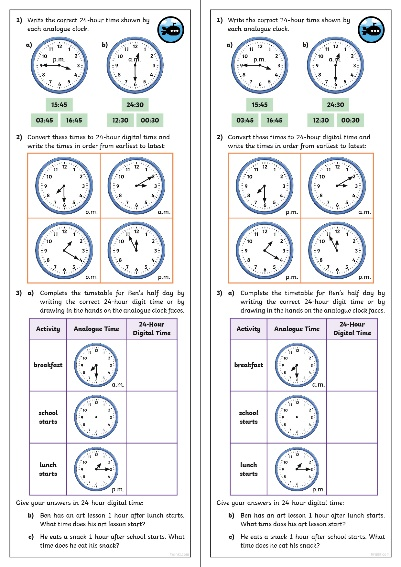 1) Write the correct 24-hour time shown by
each analogue clock.
a)
b)
p.m.
a.m.
15:45
24:30
03:45
16:45
12:30
00:30
2) Convert these times to 24-hour digital time and
write the times in order from earliest to latest:
p.m.
a.m.
p.m.
p.m.
3) a) Complete the timetable for Ben's half day by
writing the correct 24-hour digit time or by
drawing in the hands on the analogue clock faces.
Activity
Analogue Time
24-Hour
Digital Time
breakfast
a.m.
school
starts
lunch
starts
p.m.
Give your answers in 24-hour digital time:
b) Ben has an art lesson 1 hour after lunch starts.
What time does his art lesson start?
c) He eats a snack 1 hour after school starts. What
time does he eat his snack?
1) Write the correct 24-hour time shown by
each analogue clock.
a)
b)
p.m.
a.m.
15:45
24:30
03:45
16:45
12:30
00:30
2) Convert these times to 24-hour digital time and
write the times in order from earliest to latest:
p.m.
a.m.
p.m.
p.m.
3) a) Complete the timetable for Ben's half day by
writing the correct 24-hour digit time or by
drawing in the hands on the analogue clock faces.
Activity
Analogue Time
24-Hour
Digital Time
breakfast
a.m.
school
starts
lunch
starts
p.m.
Give your answers in 24-hour digital time:
b) Ben has an art lesson 1 hour after lunch starts.
What time does his art lesson start?
c) He eats a snack 1 hour after school starts. What
time does he eat his snack?